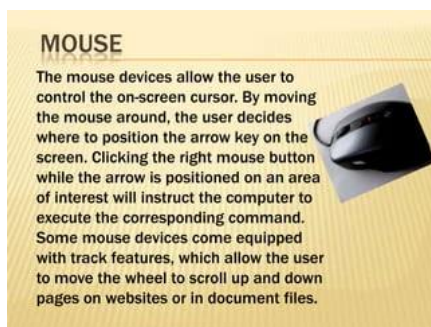 MOUSE
The mouse devices allow the user to
control the on-screen cursor. By moving
the mouse around, the user decides
where to position the arrow key on the
screen. Clicking the right mouse button
while the arrow is positioned on an area
of interest will instruct the computer to
execute the corresponding command.
Some mouse devices come equipped
with track features, which allow the user
to move the wheel to scroll up and down
pages on websites or in document files.